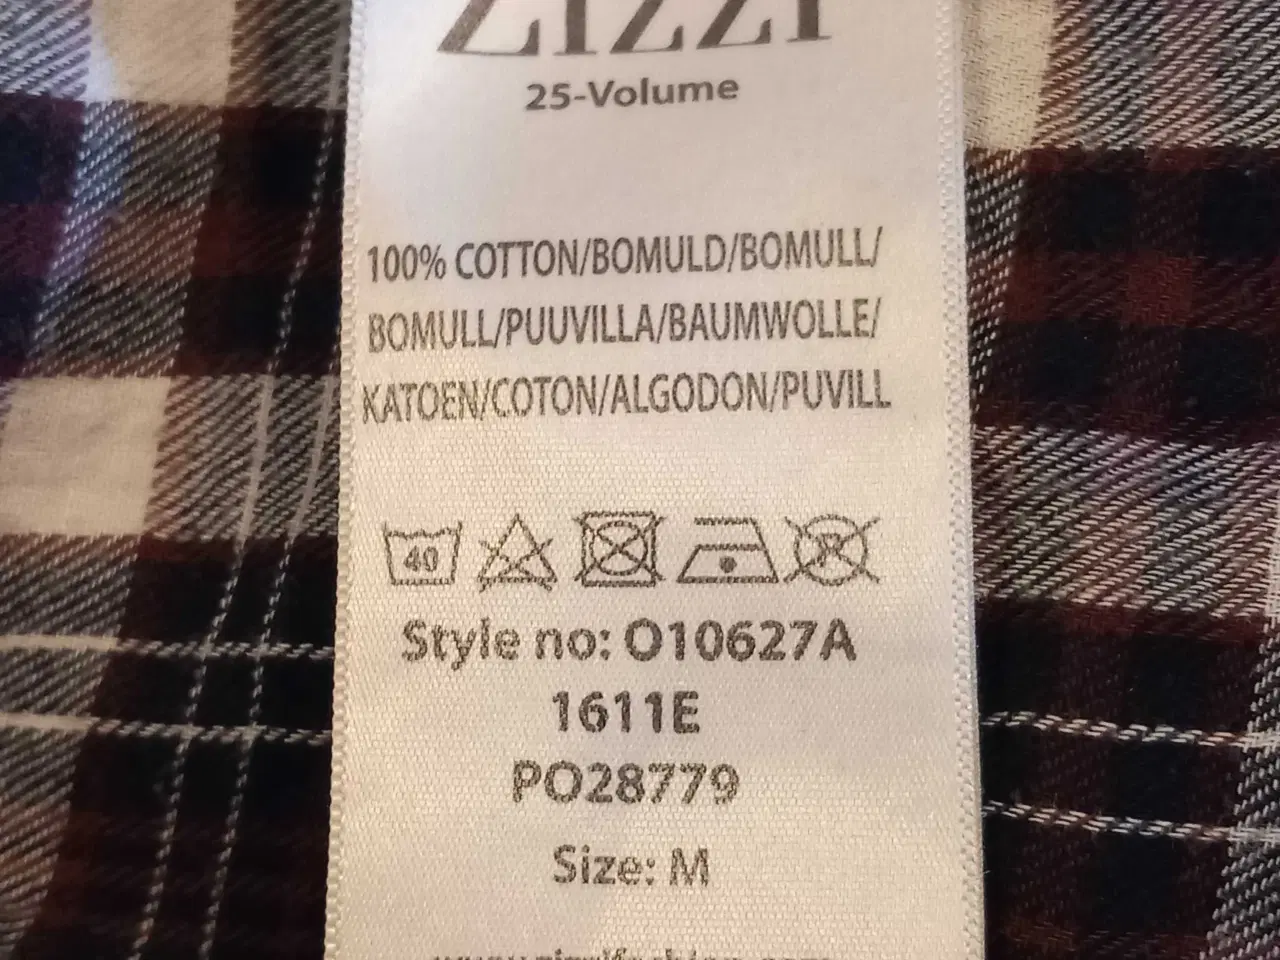 ZIZZI
25-Volume
100% COTTON/BOMULD/BOMULL/
BOMULL/PUUVILLA/BAUMWOLLE/
KATOEN/COTON/ALGODON/PUVILL
40
Style no: O10627A
1611E
PO28779
Size: M